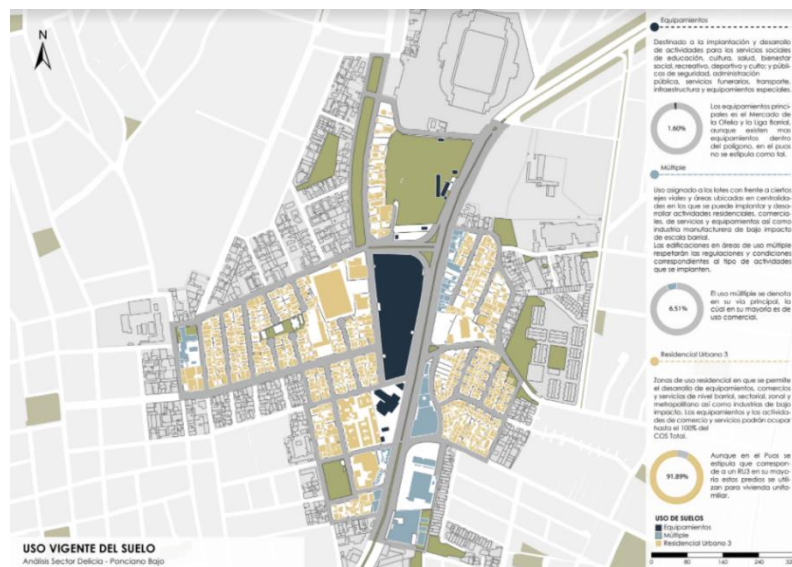 N
Equipamientos
Destinado a la implantación y desarrollo
de actividades para los servicios sociales
de educación, cultura, salud, bienestar
social, recreativo, deportivo y culto; y públi-
cos de seguridad, administración
pública, servicios funerarios, transporte,
infraestructura y equipamientos especiales.
1.60%
Los equipamientos princi-
pales es el Mercado de
la Ofelia y la Liga Barrial,
aunque existen mas
equipamientos dentro
del polígono, en el puos
no se estipula como tal.
Múltiple
Uso asignado a los lotes con frente a ciertos
ejes viales y áreas ubicadas en centralida-
des en los que se puede implantar y desa-
rrollar actividades residenciales, comercia-
les, de servicios y equipamientos así como
industria manufacturera de bajo impacto
de escala barrial.
Las edificaciones en áreas de uso múltiple
respetarán las regulaciones y condiciones
correspondientes al tipo de actividades
que se implanten.
6.51%
El uso múltiple se denota
en su via principal, la
cúal en su mayoría es de
uso comercial.
Residencial Urbano 3
Zonas de uso residencial en que se permite
el desarrollo de equipamientos, comercios
y servicios de nivel barrial, sectorial, zonal y
metropolitano así como industrias de bajo
impacto. Los equipamientos y las activida-
des de comercio y servicios podrán ocupar
hasta el 100% del
COS Total.
91.89%
Aunque en el Puos se
estipula que correspon-
de a un RU3 en su mayo-
ría estos predios se utili-
zan para vivienda unifa-
miliar.
USO DE SUELOS
Equipamientos
Múltiple
Residencial Urbano 3
0 80 160 240 320
USO VIGENTE DEL SUELO
Análisis Sector Delicia - Ponciano Bajo